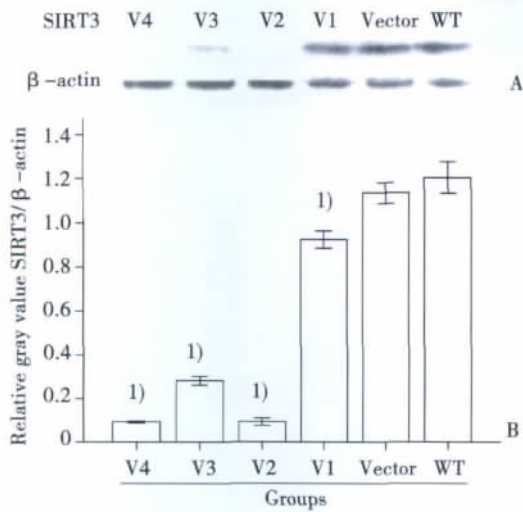 SIRT3 V4 V3 V2 V1 Vector WT
β-actin
A
Relative gray value SIRT3/β-actin
1.4
1.2
1.0
0.8
0.6
0.4
0.2
0
1)
1)
1)
1)
B
V4 V3 V2 V1 Vector WT
Groups